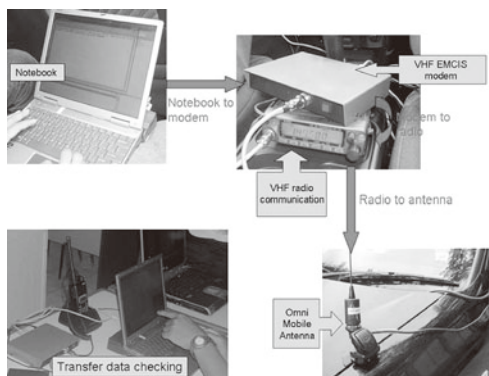 Notebook
Notebook to
modem
VHF EMCIS
modem
Modem to
radio
VHF radio
communication
Radio to antenna
Omni
Mobile
Antenna
Transfer data checking